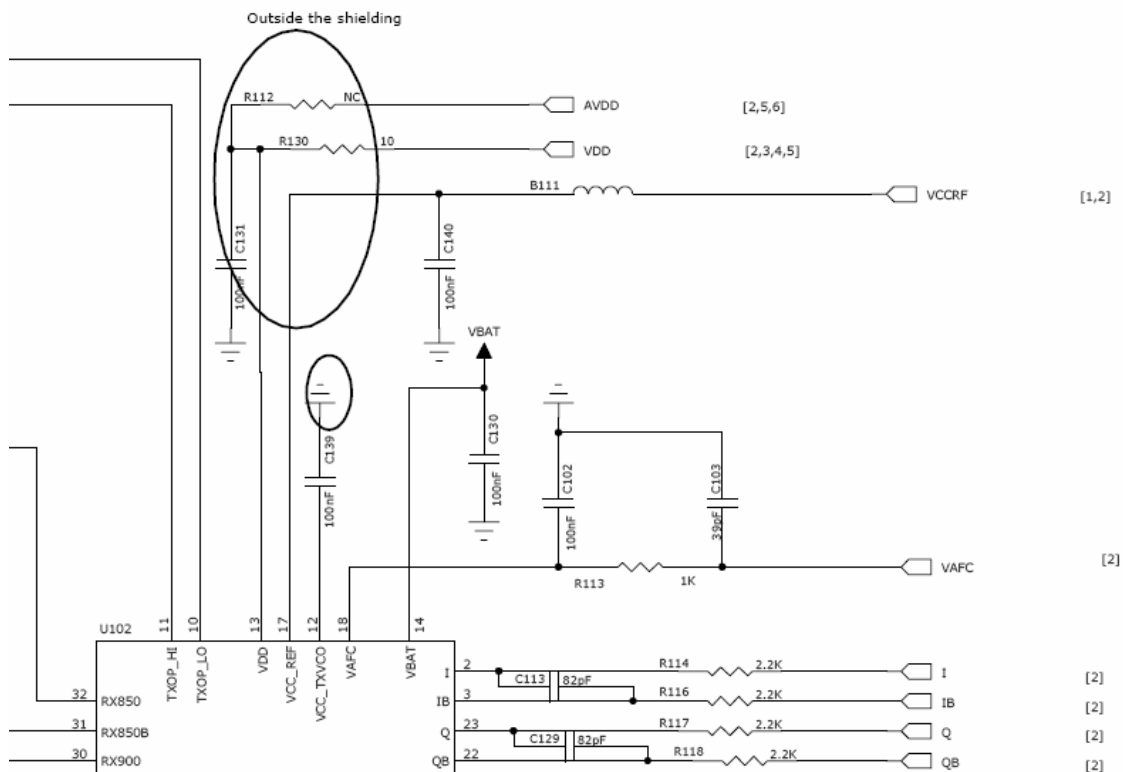 Outside the shielding
R112 NC AVDD [2,5,6]
R130 10 VDD [2,3,4,5]
B111 VCCRF [1,2]
C131
100nF
C140
100nF
VBAT
C139
100nF
C130
100nF
C102
100nF
C103
39pF
R113 1K VAFC [2]
U102
11 10 13 17 12 18 14
TXOP_HI
TXOP_LO
VDD
VCC_REF
VCC_TXVCO
VAFC
VBAT
I 2 R114 2.2K I [2]
C113 82pF
32 RX850 IB 3 R116 2.2K IB [2]
31 RX850B Q 23 R117 2.2K Q [2]
C129 82pF
30 RX900 QB 22 R118 2.2K QB [2]